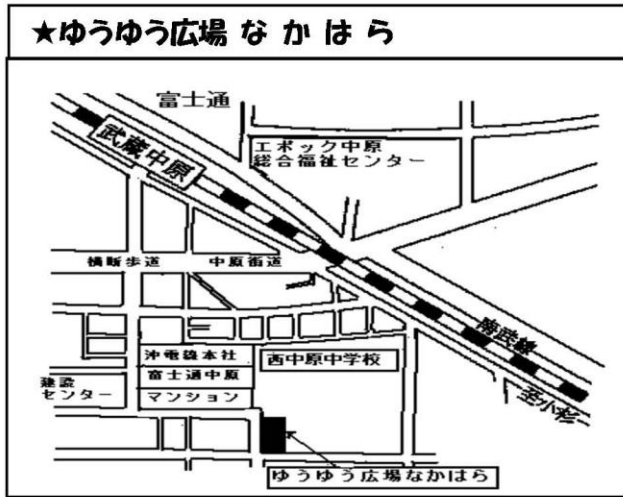 ★ゆうゆう広場 な か は ら
富士通
武蔵中原
エポック中原
総合福祉センター
横断歩道
中原街道
南武線
沖電線本社
西中原中学校
富士通中原
マンション
建設
センター
至小杉
ゆうゆう広場なかはら